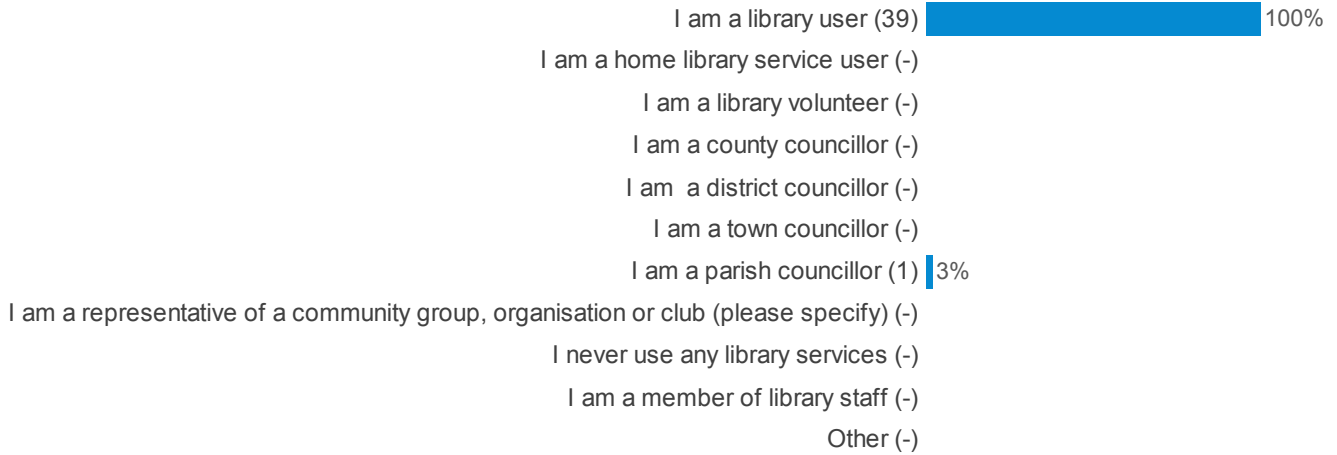 I am a library user (39) 100%
I am a home library service user (-)
I am a library volunteer (-)
I am a county councillor (-)
I am  a district councillor (-)
I am a town councillor (-)
I am a parish councillor (1) 3%
I am a representative of a community group, organisation or club (please specify) (-)
I never use any library services (-)
I am a member of library staff (-)
Other (-)